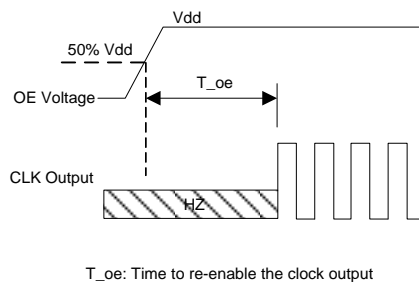 Vdd
50% Vdd
T_oe
OE Voltage
CLK Output
HZ
T_oe: Time to re-enable the clock output